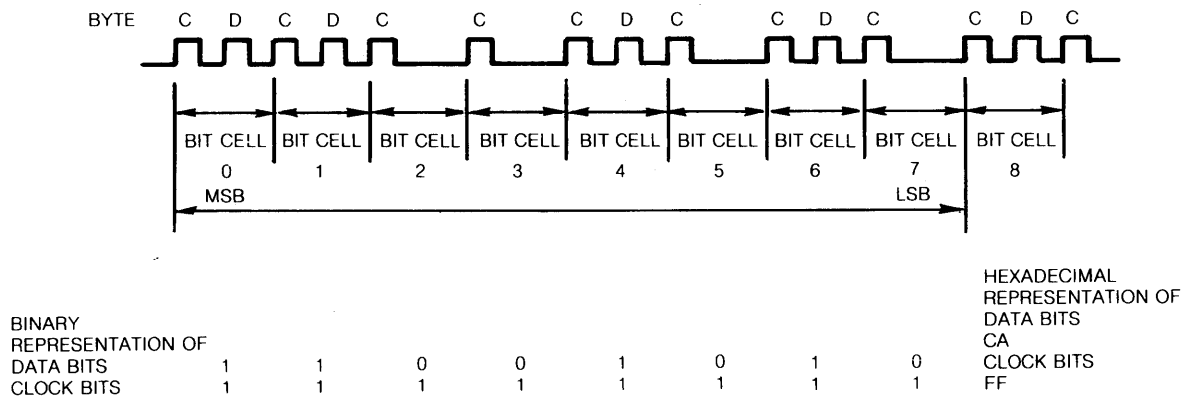 BYTE C D C D C C C D C C D C C D C
BIT CELL BIT CELL BIT CELL BIT CELL BIT CELL BIT CELL BIT CELL BIT CELL BIT CELL
0 1 2 3 4 5 6 7 8
MSB LSB
HEXADECIMAL
REPRESENTATION OF
DATA BITS
CA
CLOCK BITS
FF
BINARY
REPRESENTATION OF
DATA BITS 1 1 0 0 1 0 1 0
CLOCK BITS 1 1 1 1 1 1 1 1